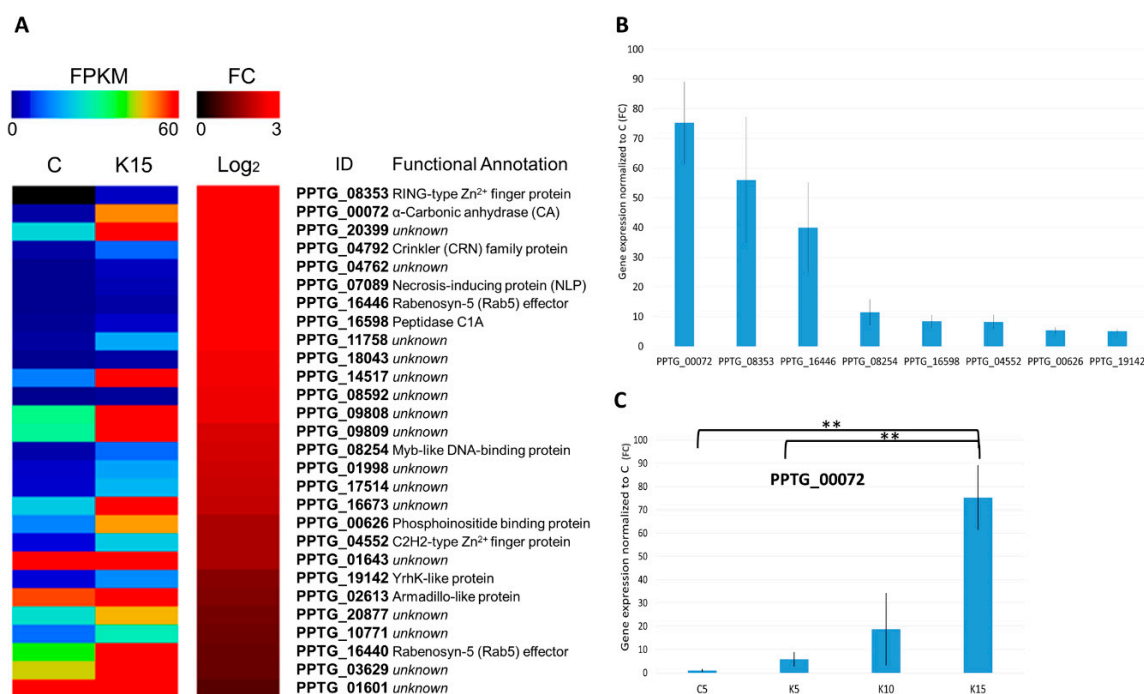 A
FPKM FC
0 60 0 3
C K15 Log2 ID Functional Annotation
PPTG_08353 RING-type Zn²⁺ finger protein
PPTG_00072 α-Carbonic anhydrase (CA)
PPTG_20399 unknown
PPTG_04792 Crinkler (CRN) family protein
PPTG_04762 unknown
PPTG_07089 Necrosis-inducing protein (NLP)
PPTG_16446 Rabenosyn-5 (Rab5) effector
PPTG_16598 Peptidase C1A
PPTG_11758 unknown
PPTG_18043 unknown
PPTG_14517 unknown
PPTG_08592 unknown
PPTG_09808 unknown
PPTG_09809 unknown
PPTG_08254 Myb-like DNA-binding protein
PPTG_01998 unknown
PPTG_17514 unknown
PPTG_16673 unknown
PPTG_00626 Phosphoinositide binding protein
PPTG_04552 C2H2-type Zn²⁺ finger protein
PPTG_01643 unknown
PPTG_19142 YrhK-like protein
PPTG_02613 Armadillo-like protein
PPTG_20877 unknown
PPTG_10771 unknown
PPTG_16440 Rabenosyn-5 (Rab5) effector
PPTG_03629 unknown
PPTG_01601 unknown
B
Gene expression normalized to C (FC)
100
90
80
70
60
50
40
30
20
10
0
PPTG_00072 PPTG_08353 PPTG_16446 PPTG_08254 PPTG_16598 PPTG_04552 PPTG_00626 PPTG_19142
C
Gene expression normalized to C (FC)
**
**
PPTG_00072
100
90
80
70
60
50
40
30
20
10
0
C5 K5 K10 K15